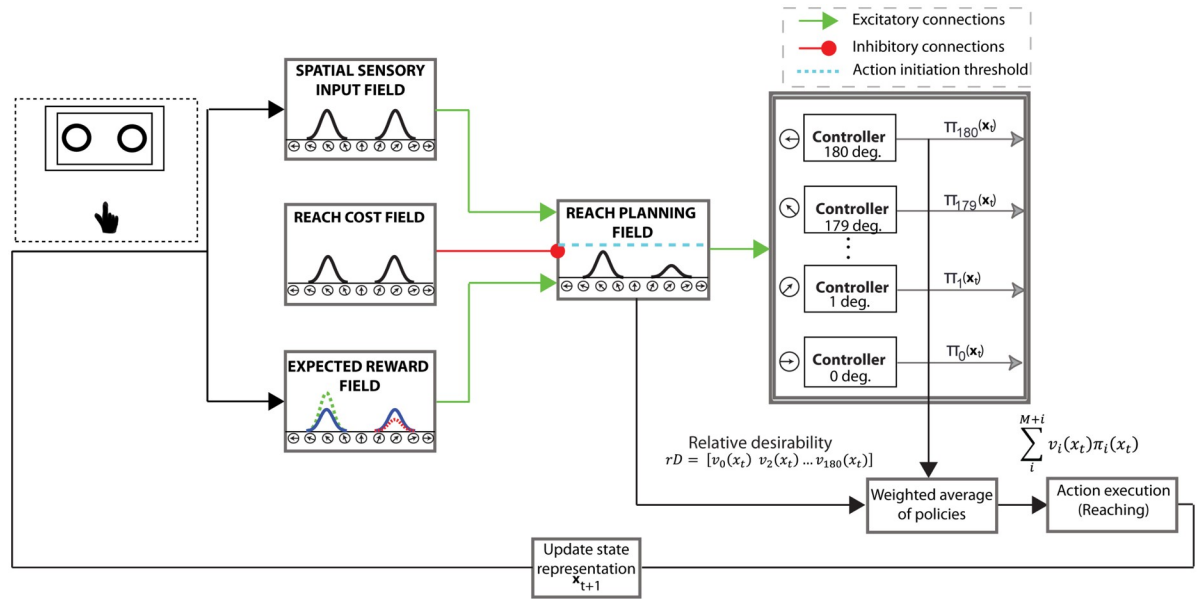 Excitatory connections
Inhibitory connections
Action initiation threshold
SPATIAL SENSORY
INPUT FIELD
REACH COST FIELD
EXPECTED REWARD
FIELD
REACH PLANNING
FIELD
Controller
180 deg.
π180(xt)
Controller
179 deg.
π179(xt)
Controller
1 deg.
π1(xt)
Controller
0 deg.
π0(xt)
Relative desirability
rD = [v0(xt) v2(xt) … v180(xt)]
M+i
∑ vi(xt)πi(xt)
i
Weighted average
of policies
Action execution
(Reaching)
Update state
representation
xt+1